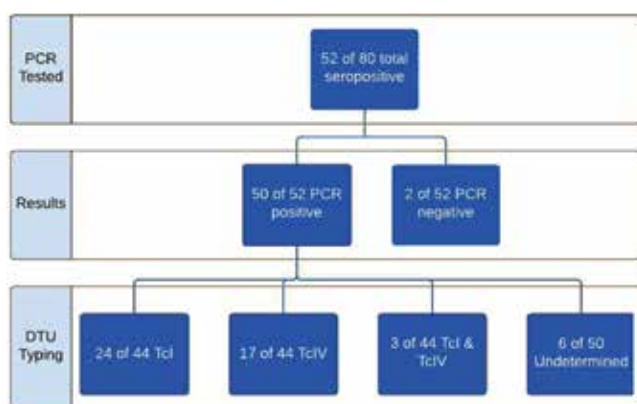 PCR
Tested
52 of 80 total
seropositive
Results
50 of 52 PCR
positive
2 of 52 PCR
negative
DTU
Typing
24 of 44 TcI
17 of 44 TcIV
3 of 44 TcI &
TcIV
6 of 50
Undetermined